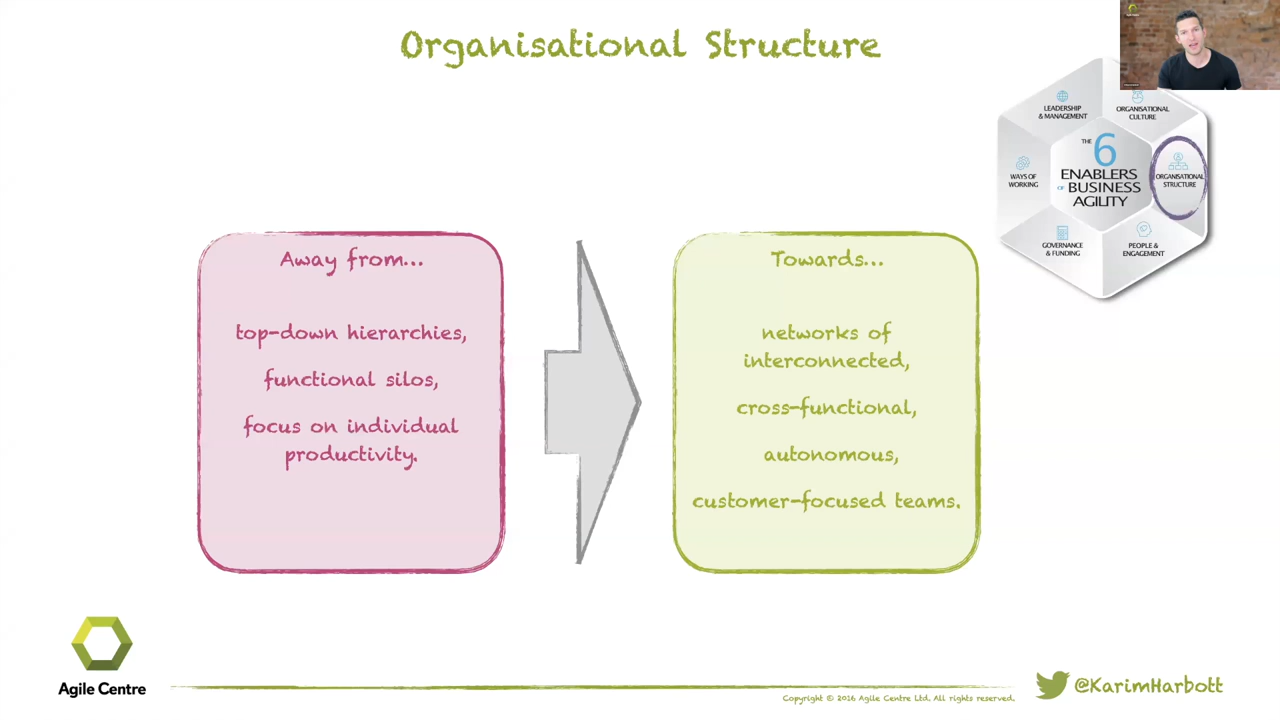 Organisational Structure
LEADERSHIP
& MANAGEMENT
ORGANISATIONAL
CULTURE
THE 6
ENABLERS
OF BUSINESS
AGILITY
WAYS OF
WORKING
ORGANISATIONAL
STRUCTURE
GOVERNANCE
& FUNDING
PEOPLE &
ENGAGEMENT
Away from...
top-down hierarchies,
functional silos,
focus on individual
productivity.
Towards...
networks of
interconnected,
cross-functional,
autonomous,
customer-focused teams.
Agile Centre
Copyright © 2016 Agile Centre Ltd. All rights reserved.
@KarimHarbott